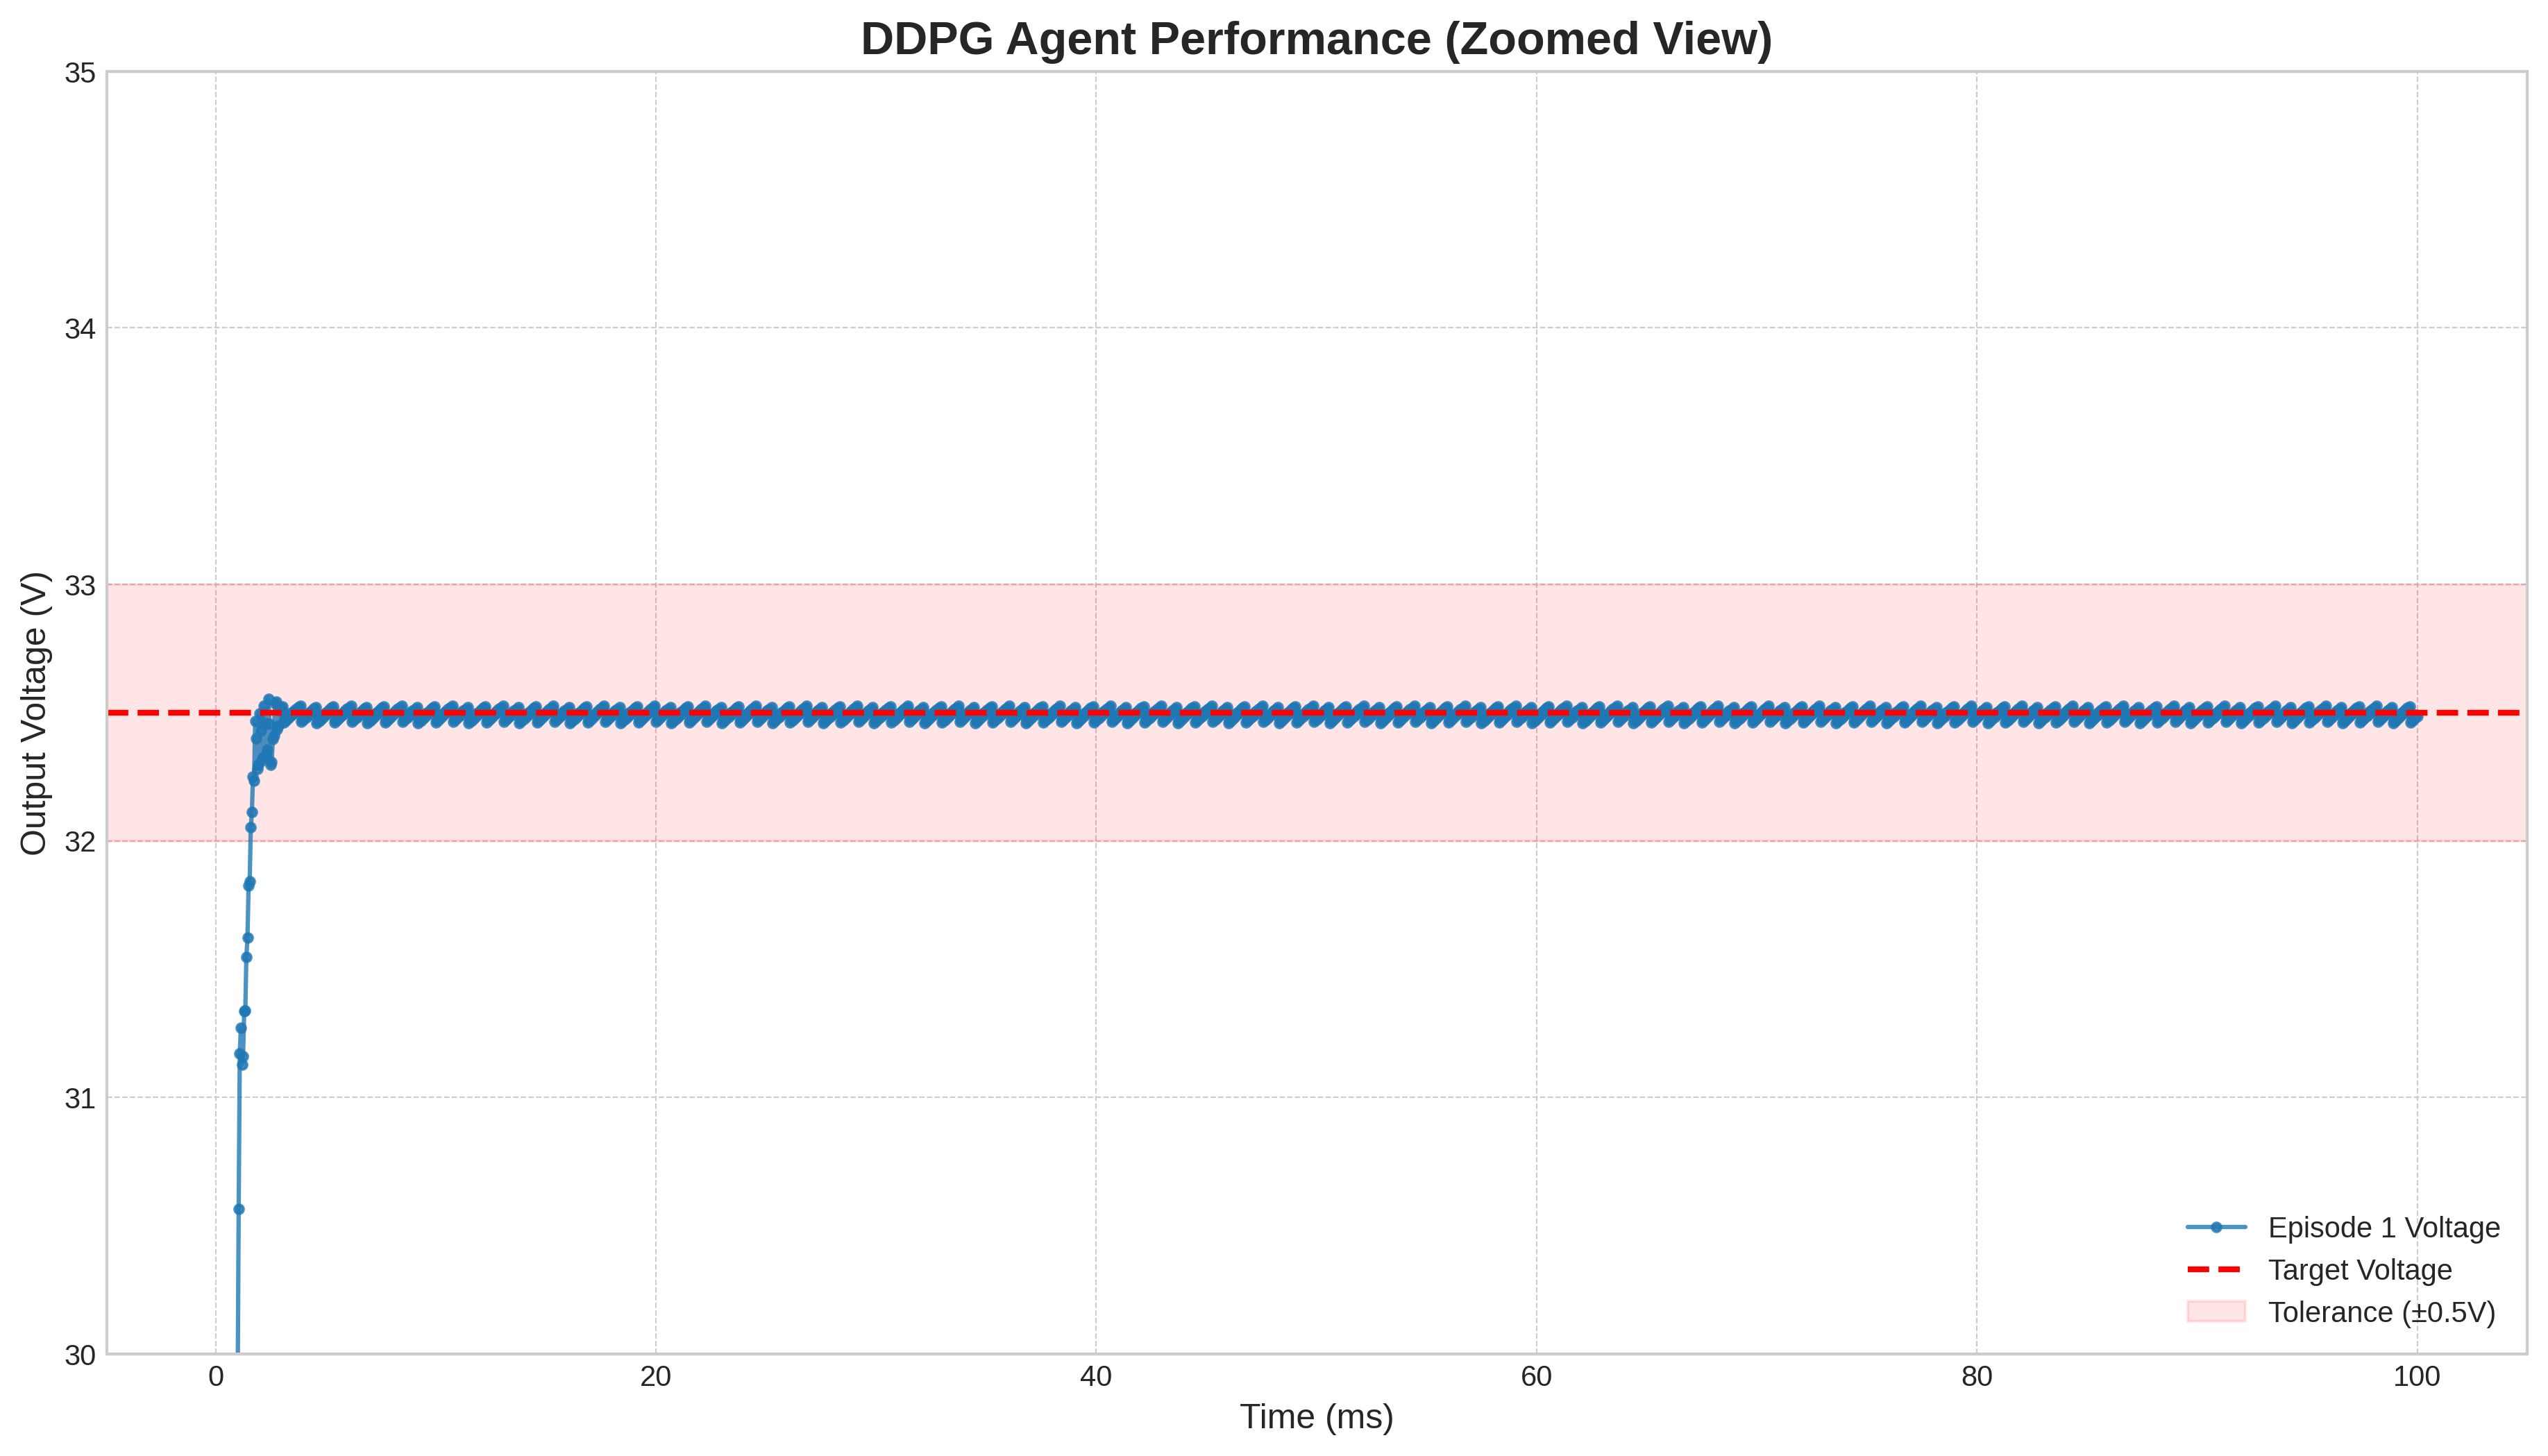 DDPG Agent Performance (Zoomed View)
Output Voltage (V)
35
34
33
32
31
30
0 20 40 60 80 100
Time (ms)
Episode 1 Voltage
Target Voltage
Tolerance (±0.5V)